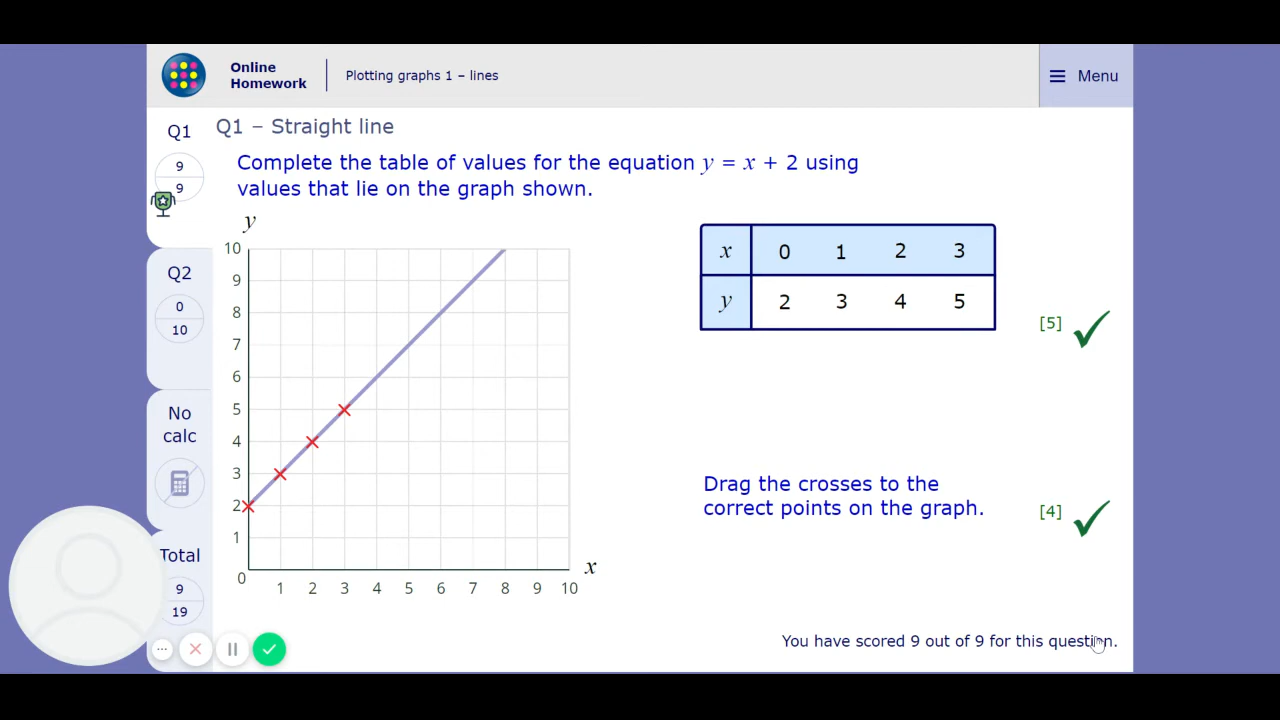 Online
Homework
Plotting graphs 1 – lines
Menu
Q1
9
9
Q2
0
10
No
calc
Total
9
19
Q1 – Straight line
Complete the table of values for the equation y = x + 2 using
values that lie on the graph shown.
y
10
9
8
7
6
5
4
3
2
1
0
1 2 3 4 5 6 7 8 9 10
x
x 0 1 2 3
y 2 3 4 5
[5]
Drag the crosses to the
correct points on the graph.
[4]
You have scored 9 out of 9 for this question.